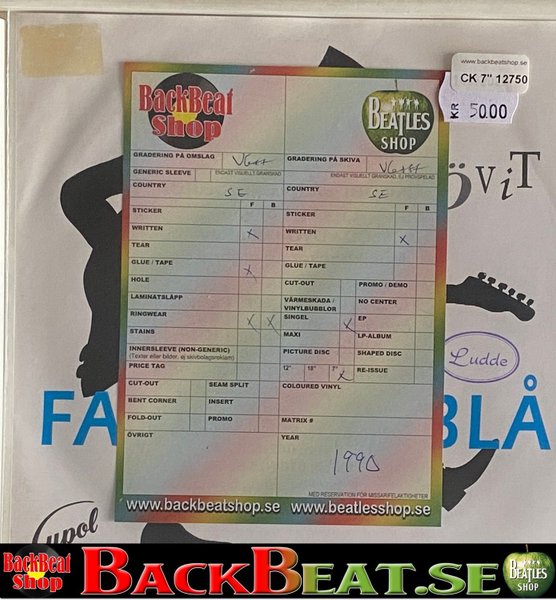 www.backbeatshop.se
CK 7" 12750
KR 50.00
BackBeat Shop
BEATLES SHOP
GRADERING PÅ OMSLAG VG++
GRADERING PÅ SKIVA VG+++
ENDAST VISUELLT GRANSKAD
ENDAST VISUELLT GRANSKAD, EJ PROVSPELAD
GENERIC SLEEVE
COUNTRY SE
COUNTRY SE
F B
F B
STICKER
STICKER
WRITTEN X
WRITTEN X
TEAR
TEAR
GLUE / TAPE X
GLUE / TAPE
HOLE
CUT-OUT
PROMO / DEMO
LAMINATSLÄPP
VÄRMESKADA / VINYLBUBBLOR
NO CENTER
RINGWEAR X X
SINGEL X
EP
STAINS
MAXI
LP-ALBUM
INNERSLEEVE (NON-GENERIC)
(Texter eller bilder, ej skivbolagsreklam)
PICTURE DISC
SHAPED DISC
PRICE TAG
12" 10" 7" X
RE-ISSUE
CUT-OUT
SEAM SPLIT
COLOURED VINYL
BENT CORNER
INSERT
FOLD-OUT
PROMO
MATRIX #
ÖVRIGT
YEAR
1990
MED RESERVATION FÖR MISSARIFELAKTIGHETER
www.backbeatshop.se www.beatlesshop.se
ÖViT
Ludde
FA
BLÅ
upol
BackBeat Shop
BACKBEAT.SE
BEATLES SHOP